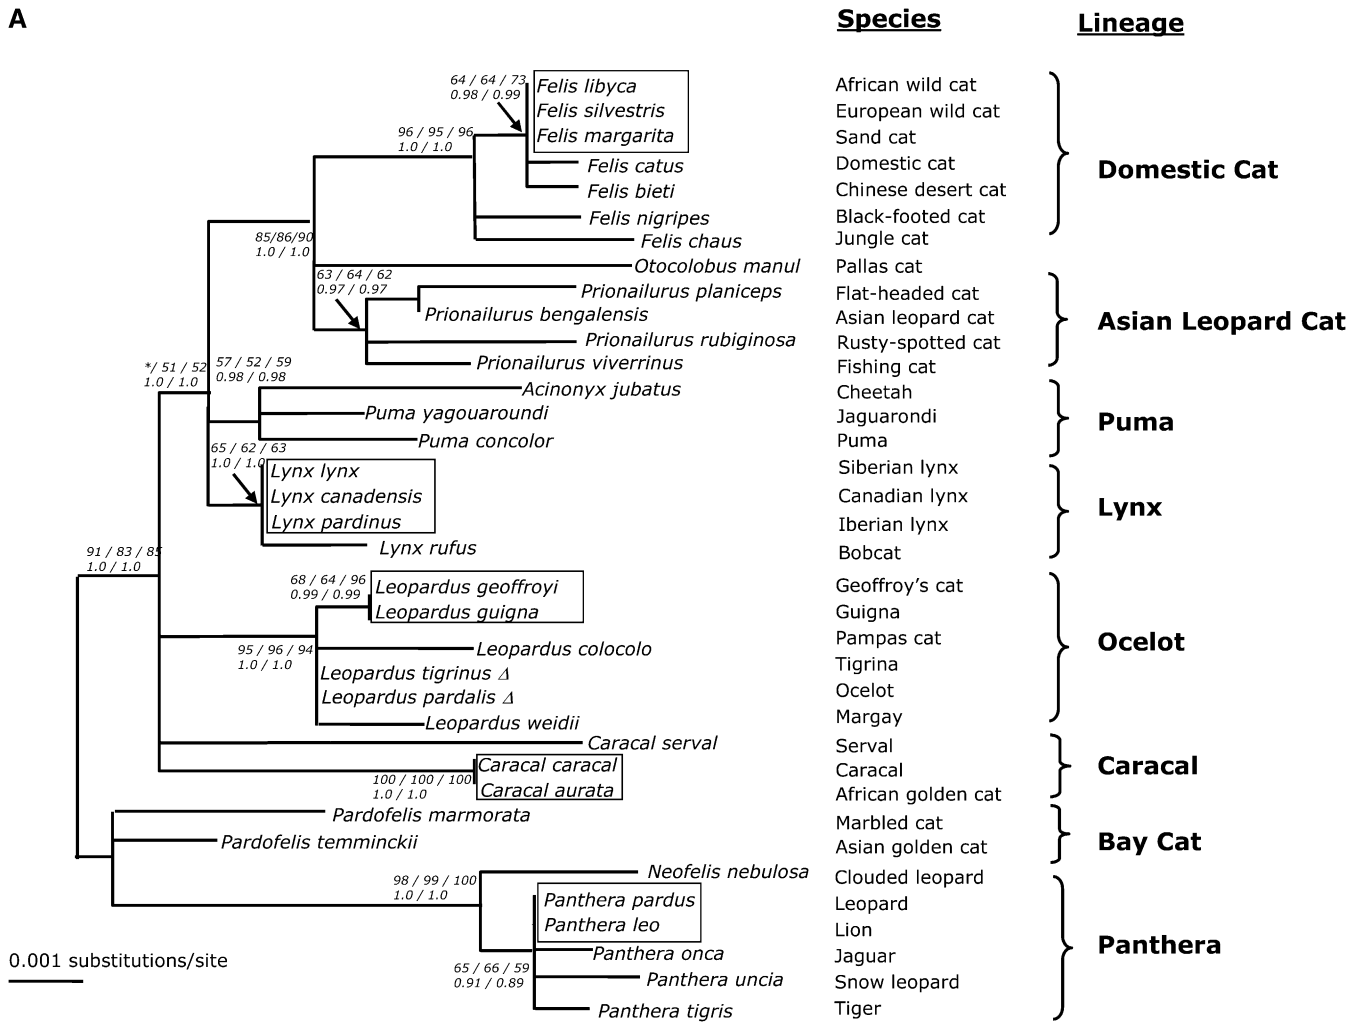 A
Species
Lineage
64 / 64 / 73
0.98 / 0.99
Felis libyca
African wild cat
Felis silvestris
European wild cat
96 / 95 / 96
1.0 / 1.0
Felis margarita
Sand cat
Felis catus
Domestic cat
Domestic Cat
Felis bieti
Chinese desert cat
Felis nigripes
Black-footed cat
85/86/90
1.0 / 1.0
Felis chaus
Jungle cat
Otocolobus manul
Pallas cat
63 / 64 / 62
0.97 / 0.97
Prionailurus planiceps
Flat-headed cat
Prionailurus bengalensis
Asian leopard cat
Asian Leopard Cat
Prionailurus rubiginosa
Rusty-spotted cat
Prionailurus viverrinus
Fishing cat
*/ 51 / 52
1.0 / 1.0
57 / 52 / 59
0.98 / 0.98
Acinonyx jubatus
Cheetah
Puma yagouaroundi
Jaguarondi
Puma
Puma concolor
Puma
65 / 62 / 63
1.0 / 1.0
Lynx lynx
Siberian lynx
Lynx canadensis
Canadian lynx
Lynx
Lynx pardinus
Iberian lynx
Lynx rufus
Bobcat
91 / 83 / 85
1.0 / 1.0
68 / 64 / 96
0.99 / 0.99
Leopardus geoffroyi
Geoffroy's cat
Leopardus guigna
Guigna
95 / 96 / 94
1.0 / 1.0
Leopardus colocolo
Pampas cat
Ocelot
Leopardus tigrinus Δ
Tigrina
Leopardus pardalis Δ
Ocelot
Leopardus weidii
Margay
Caracal serval
Serval
Caracal caracal
Caracal
Caracal
100 / 100 / 100
1.0 / 1.0
Caracal aurata
African golden cat
Pardofelis marmorata
Marbled cat
Pardofelis temminckii
Asian golden cat
Bay Cat
98 / 99 / 100
1.0 / 1.0
Neofelis nebulosa
Clouded leopard
Panthera pardus
Leopard
Panthera leo
Lion
Panthera
Panthera onca
Jaguar
65 / 66 / 59
0.91 / 0.89
Panthera uncia
Snow leopard
Panthera tigris
Tiger
0.001 substitutions/site